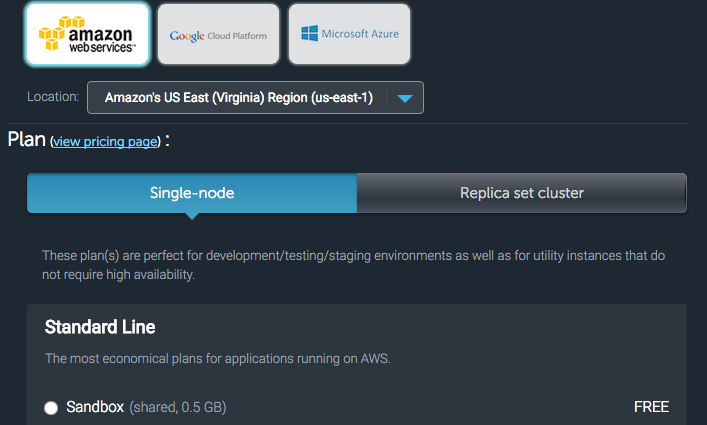 amazon
web services™
Google Cloud Platform
Microsoft Azure
Location:
Amazon's US East (Virginia) Region (us-east-1)
Plan (view pricing page) :
Single-node
Replica set cluster
These plan(s) are perfect for development/testing/staging environments as well as for utility instances that do
not require high availability.
Standard Line
The most economical plans for applications running on AWS.
Sandbox (shared, 0.5 GB)
FREE